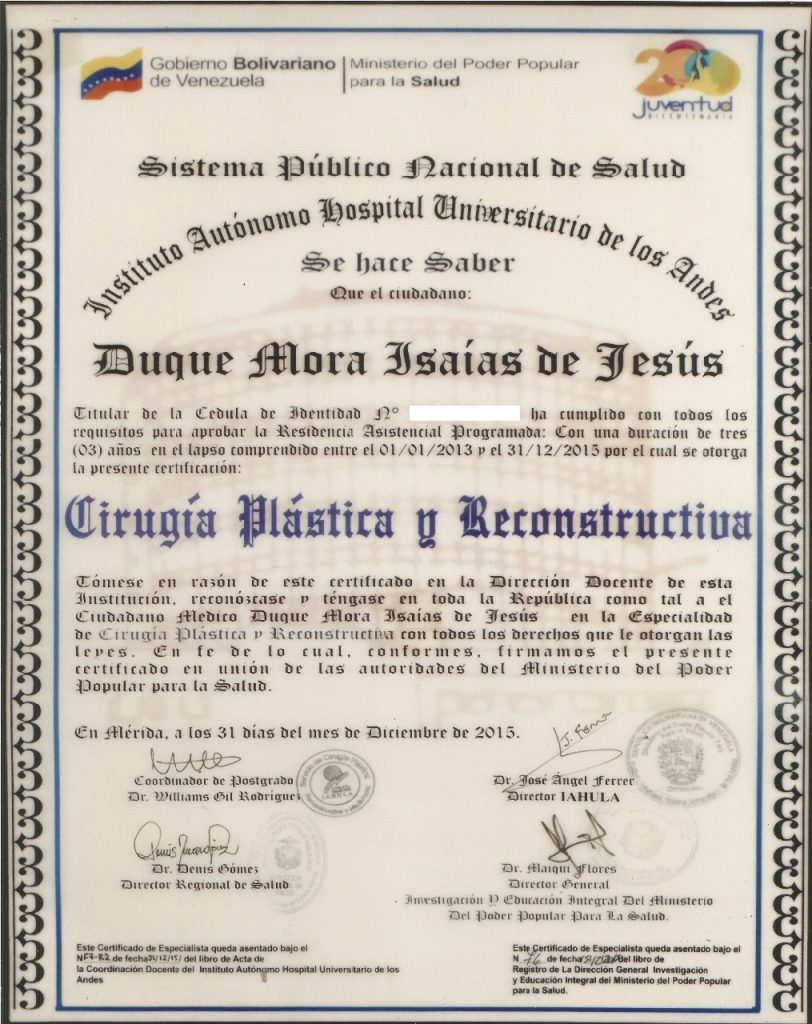 Gobierno Bolivariano de Venezuela
Ministerio del Poder Popular para la Salud
200 juventud
BICENTENARIA
Sistema Público Nacional de Salud
Instituto Autónomo Hospital Universitario de los Andes
Se hace Saber
Que el ciudadano:
Duque Mora Isaías de Jesús
Titular de la Cedula de Identidad N° ha cumplido con todos los
requisitos para aprobar la Residencia Asistencial Programada: Con una duración de tres
(03) años en el lapso comprendido entre el 01/01/2013 y el 31/12/2015 por el cual se otorga
la presente certificación:
Cirugía Plástica y Reconstructiva
Tómese en razón de este certificado en la Dirección Docente de esta
Institución, reconózcase y téngase en toda la República como tal a el
Ciudadano Medico Duque Mora Isaías de Jesús en la Especialidad
de Cirugía Plástica y Reconstructiva con todos los derechos que le otorgan las
leyes. En fe de lo cual, conformes, firmamos el presente
certificado en unión de las autoridades del Ministerio del Poder
Popular para la Salud.
En Mérida, a los 31 días del mes de Diciembre de 2015.
Coordinador de Postgrado
Dr. Williams Gil Rodríguez
Dr. José Ángel Ferrer
Director IAHULA
Dr. Denis Gómez
Director Regional de Salud
Dr. Maiqui Flores
Director General
Investigación Y Educación Integral Del Ministerio
Del Poder Popular Para La Salud.
Este Certificado de Especialista queda asentado bajo el
N de fecha 31/12/15/ del libro de Acta de
la Coordinación Docente del Instituto Autónomo Hospital Universitario de los
Andes
Este Certificado de Especialista queda asentado bajo el
N 76 de fecha del libro de
Registro de La Dirección General Investigación
y Educación Integral del Ministerio del Poder Popular
para la Salud.